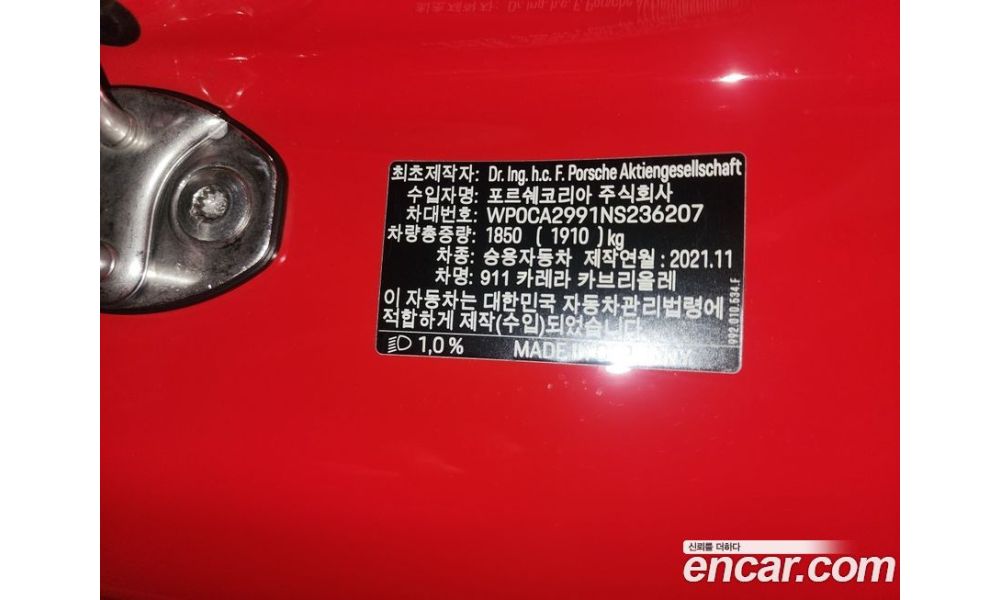 최초제작자: Dr. Ing. h.c. F. Porsche Aktiengesellschaft
수입자명: 포르쉐코리아 주식회사
차대번호: WP0CA2991NS236207
차량총중량: 1850 ( 1910 ) kg
차종: 승용자동차 제작연월: 2021.11
차명: 911 카레라 카브리올레
이 자동차는 대한민국 자동차관리법령에
적합하게 제작(수입)되었습니다.
1,0 % MADE IN GERMANY
992.010.534.F
신뢰를 더하다
encar.com